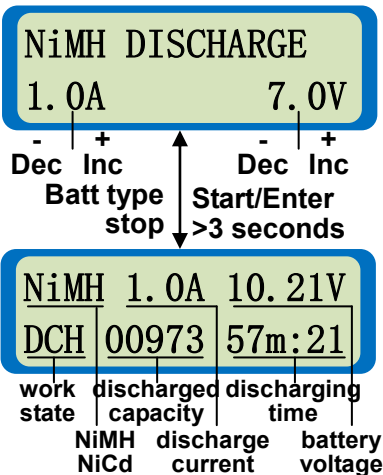 NiMH DISCHARGE
1.0A 7.0V
- + - +
Dec Inc Dec Inc
Batt type Start/Enter
stop >3 seconds
NiMH 1.0A 10.21V
DCH 00973 57m:21
work discharged discharging
state capacity time
NiMH discharge battery
NiCd current voltage